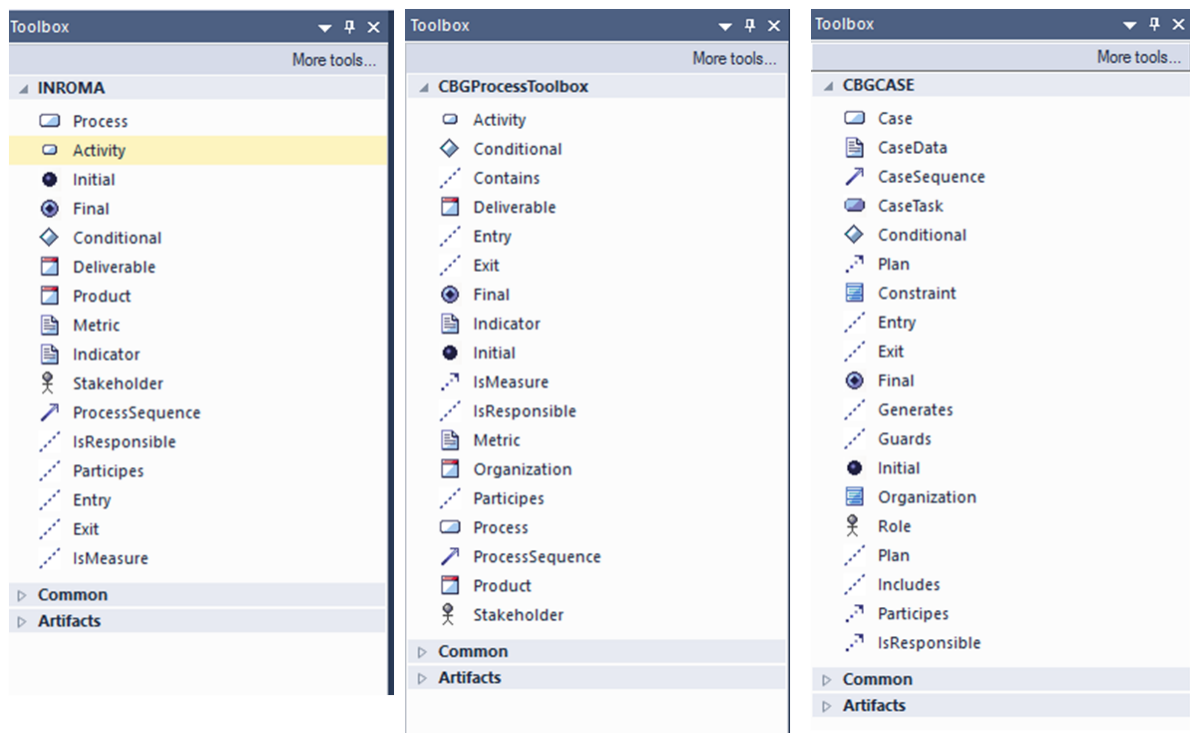 Toolbox
More tools...
INROMA
Process
Activity
Initial
Final
Conditional
Deliverable
Product
Metric
Indicator
Stakeholder
ProcessSequence
IsResponsible
Participes
Entry
Exit
IsMeasure
Common
Artifacts
Toolbox
More tools...
CBGProcessToolbox
Activity
Conditional
Contains
Deliverable
Entry
Exit
Final
Indicator
Initial
IsMeasure
IsResponsible
Metric
Organization
Participes
Process
ProcessSequence
Product
Stakeholder
Common
Artifacts
Toolbox
More tools...
CBGCASE
Case
CaseData
CaseSequence
CaseTask
Conditional
Plan
Constraint
Entry
Exit
Final
Generates
Guards
Initial
Organization
Role
Plan
Includes
Participes
IsResponsible
Common
Artifacts